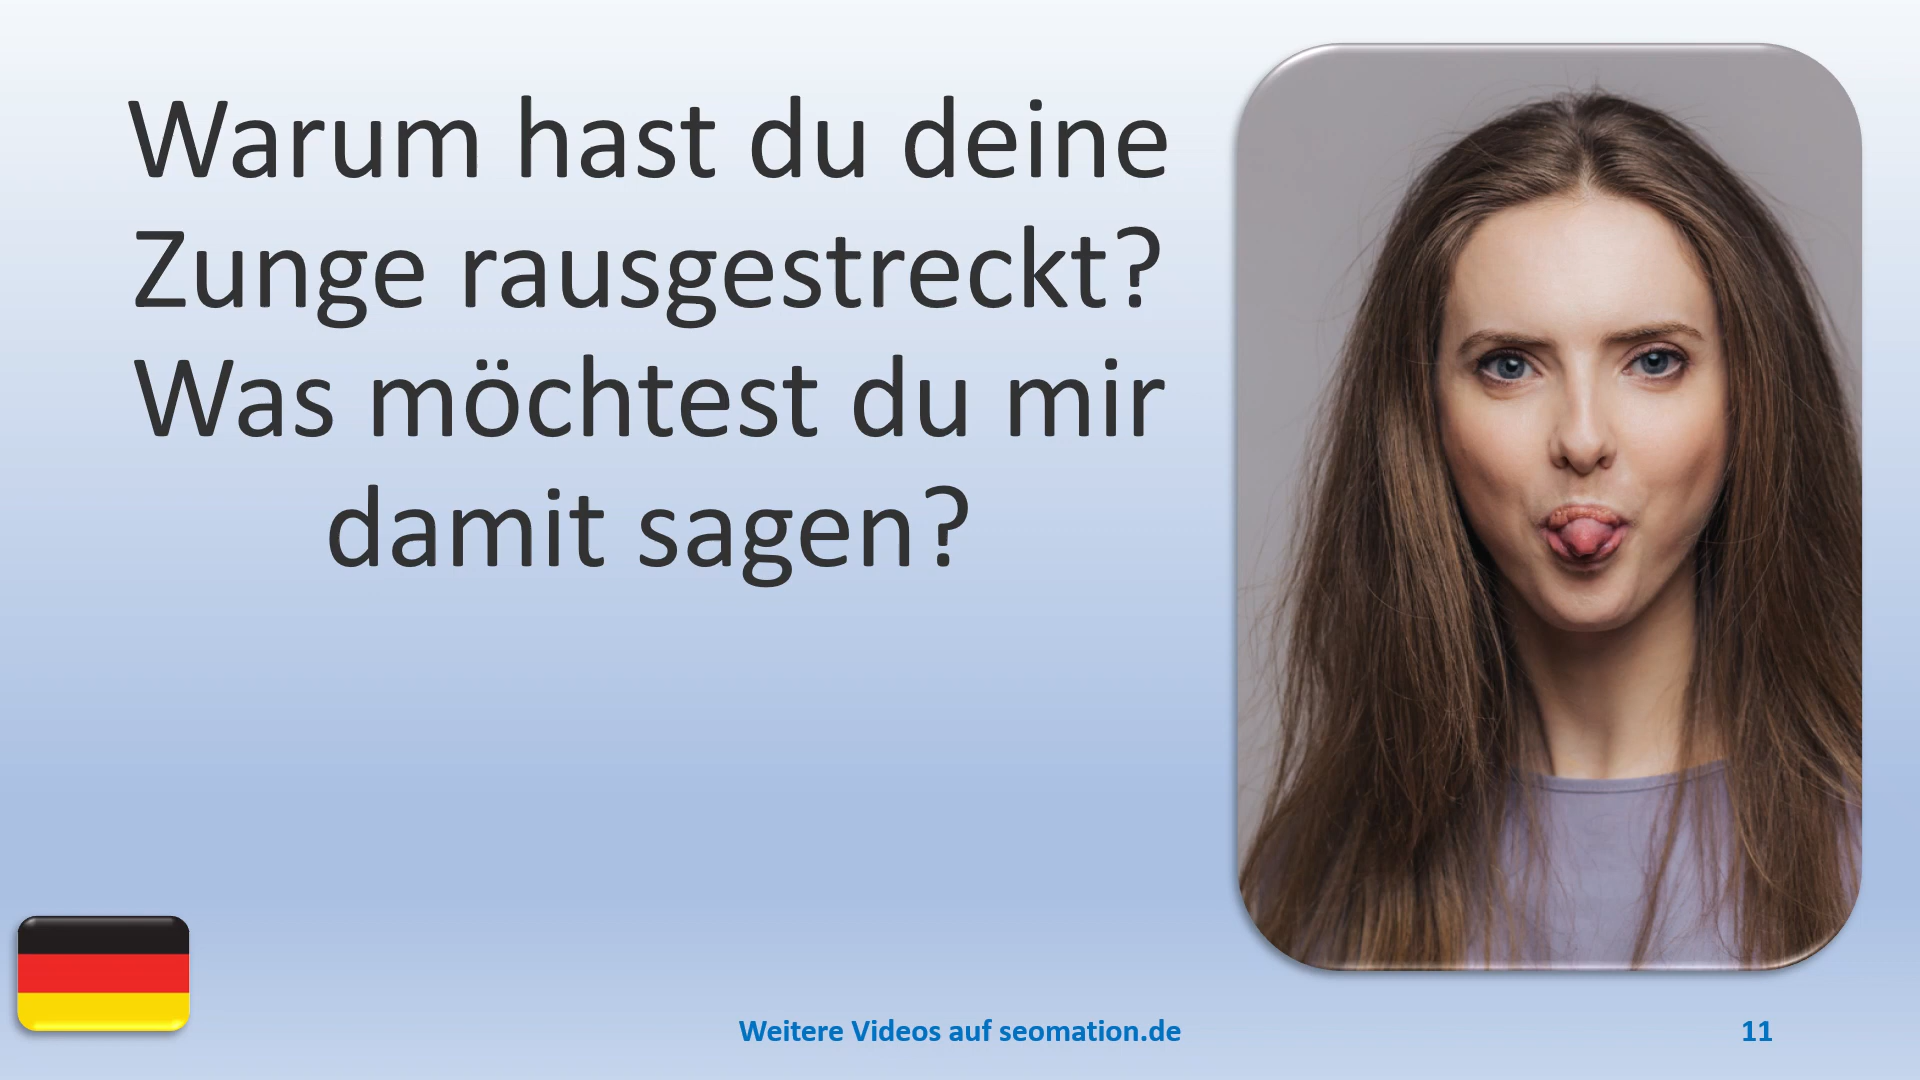 Warum hast du deine
Zunge rausgestreckt?
Was möchtest du mir
damit sagen?
Weitere Videos auf seomation.de
11